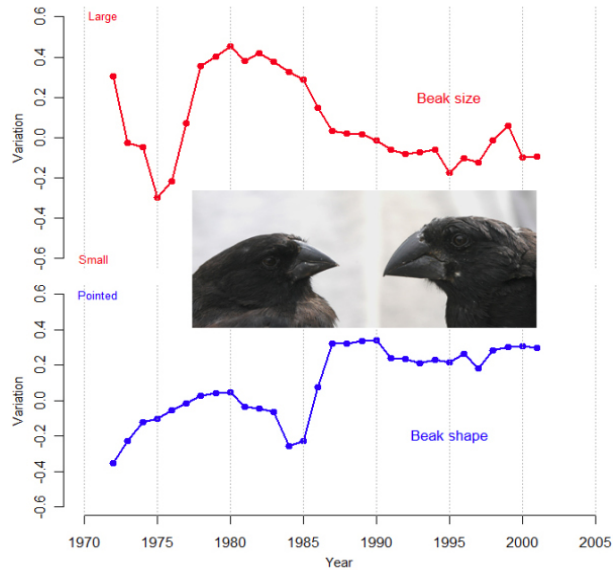 Large
0.6
0.4
0.2
0.0
-0.2
-0.4
-0.6
Variation
Beak size
Small
Pointed
0.6
0.4
0.2
0.0
-0.2
-0.4
-0.6
Variation
Beak shape
1970 1975 1980 1985 1990 1995 2000 2005
Year